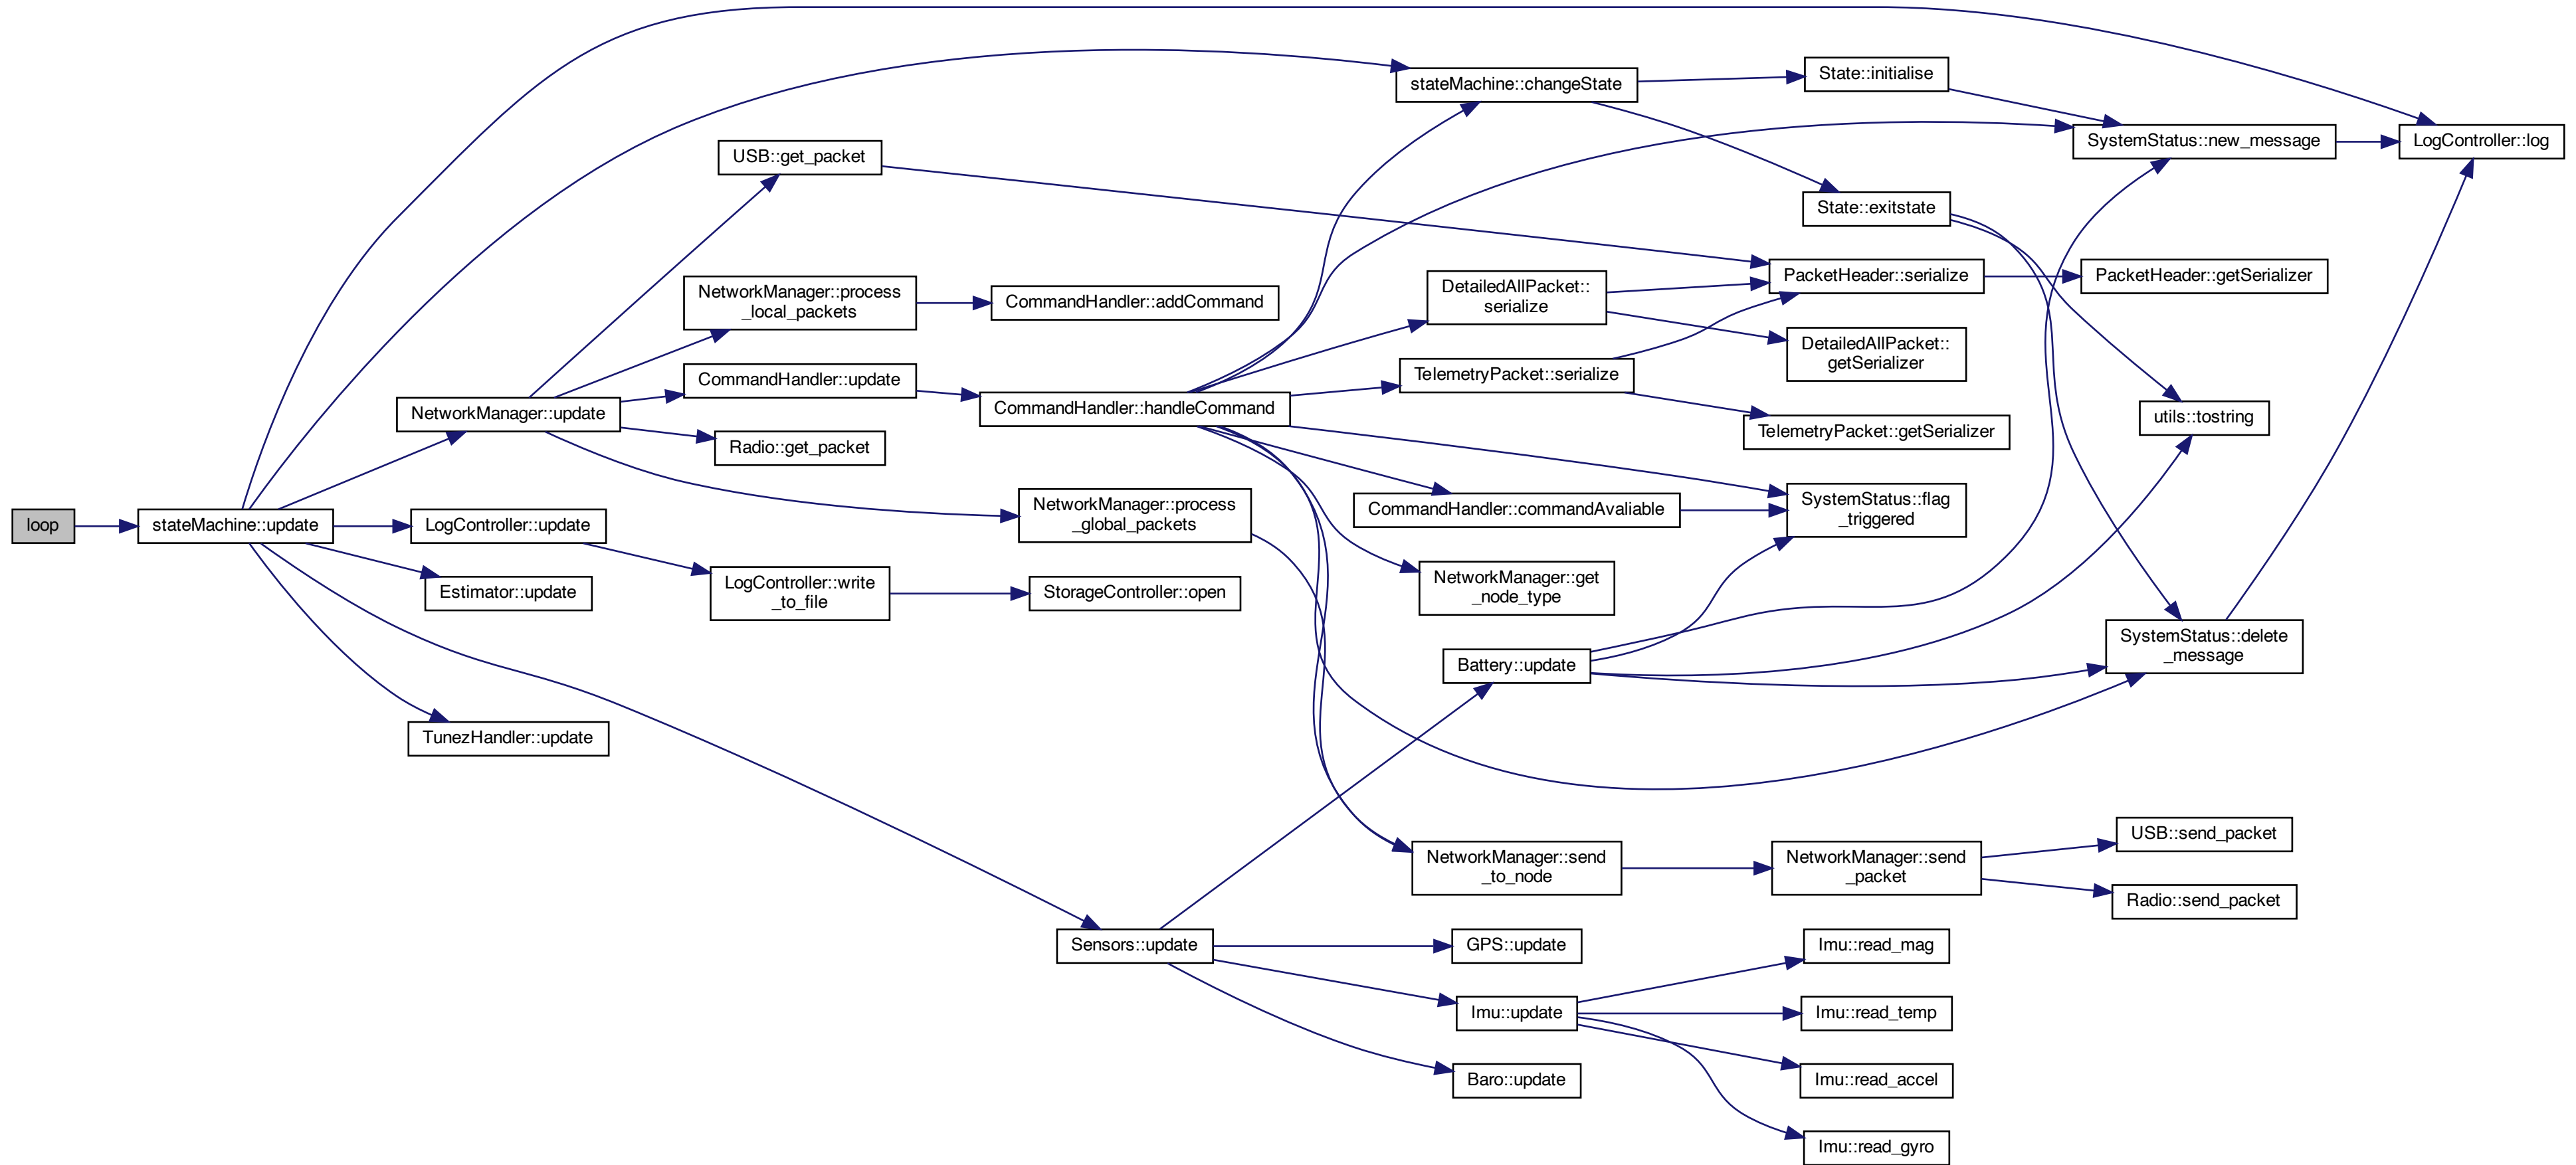 loop
stateMachine::update
NetworkManager::update
LogController::update
Estimator::update
TunezHandler::update
USB::get_packet
NetworkManager::process
_local_packets
CommandHandler::update
Radio::get_packet
LogController::write
_to_file
CommandHandler::addCommand
CommandHandler::handleCommand
NetworkManager::process
_global_packets
StorageController::open
Sensors::update
stateMachine::changeState
DetailedAllPacket::
serialize
TelemetryPacket::serialize
CommandHandler::commandAvaliable
NetworkManager::get
_node_type
Battery::update
NetworkManager::send
_to_node
GPS::update
Imu::update
Baro::update
State::initialise
State::exitstate
PacketHeader::serialize
DetailedAllPacket::
getSerializer
TelemetryPacket::getSerializer
SystemStatus::flag
_triggered
NetworkManager::send
_packet
Imu::read_mag
Imu::read_temp
Imu::read_accel
Imu::read_gyro
SystemStatus::new_message
PacketHeader::getSerializer
utils::tostring
SystemStatus::delete
_message
USB::send_packet
Radio::send_packet
LogController::log